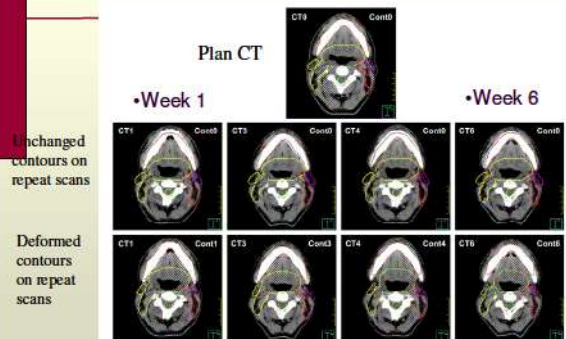 CT0 Cont0
Plan CT
•Week 1
•Week 6
Unchanged
contours on
repeat scans
CT1 Cont0
CT3 Cont0
CT4 Cont0
CT6 Cont0
Deformed
contours
on repeat
scans
CT1 Cont1
CT3 Cont3
CT4 Cont4
CT6 Cont6